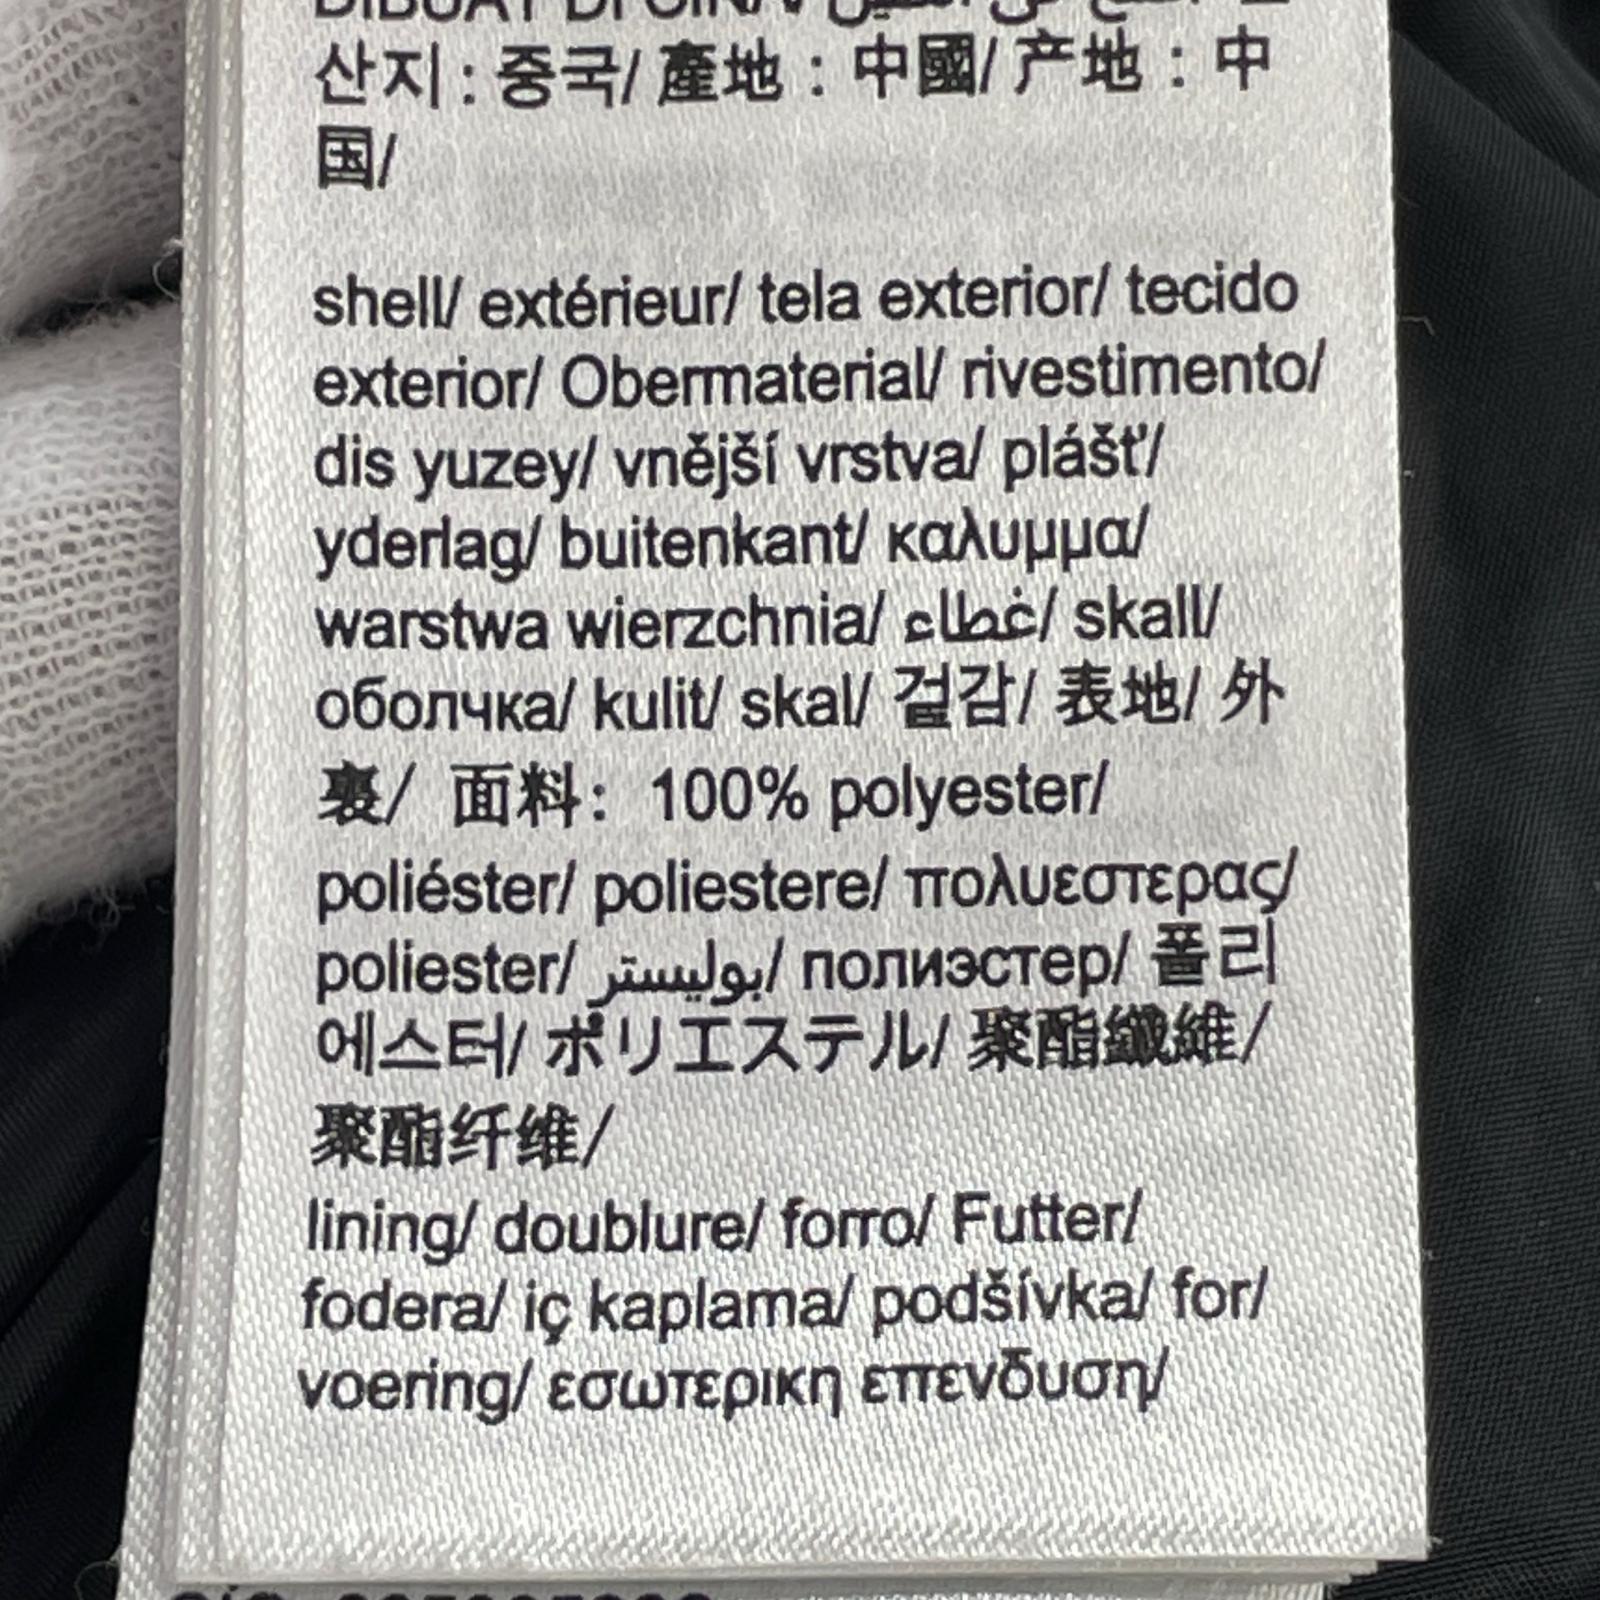 DIBUAT DI CINA/
산지 : 중국/ 產地 : 中國/ 产地 : 中
国/
shell/ extérieur/ tela exterior/ tecido
exterior/ Obermaterial/ rivestimento/
dis yuzey/ vnější vrstva/ plášť/
yderlag/ buitenkant/ καλυμμα/
warstwa wierzchnia/ غطاء/ skall/
оболчка/ kulit/ skal/ 겉감/ 表地/ 外
裏/ 面料: 100% polyester/
poliéster/ poliestere/ πολυεστερας/
poliester/ بوليستر/ полиэстер/ 폴리
에스터/ ポリエステル/ 聚酯纖維/
聚酯纤维/
lining/ doublure/ forro/ Futter/
fodera/ iç kaplama/ podšívka/ for/
voering/ εσωτερικη επενδυση/